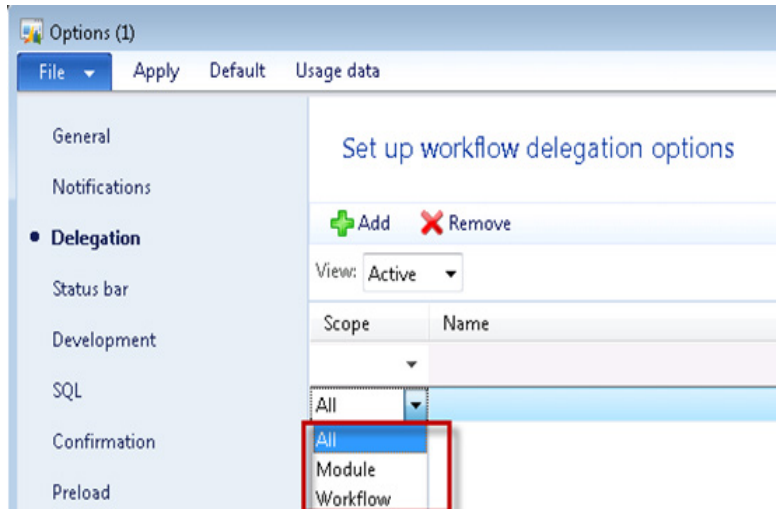 Options (1)
File Apply Default Usage data
General
Notifications
Delegation
Status bar
Development
SQL
Confirmation
Preload
Set up workflow delegation options
Add Remove
View: Active
Scope Name
All
All
Module
Workflow